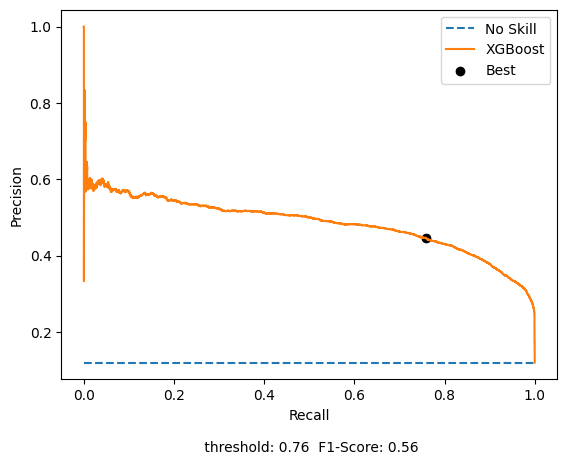 1.0
0.8
0.6
0.4
0.2
Precision
No Skill
XGBoost
Best
0.0 0.2 0.4 0.6 0.8 1.0
Recall
threshold: 0.76 F1-Score: 0.56